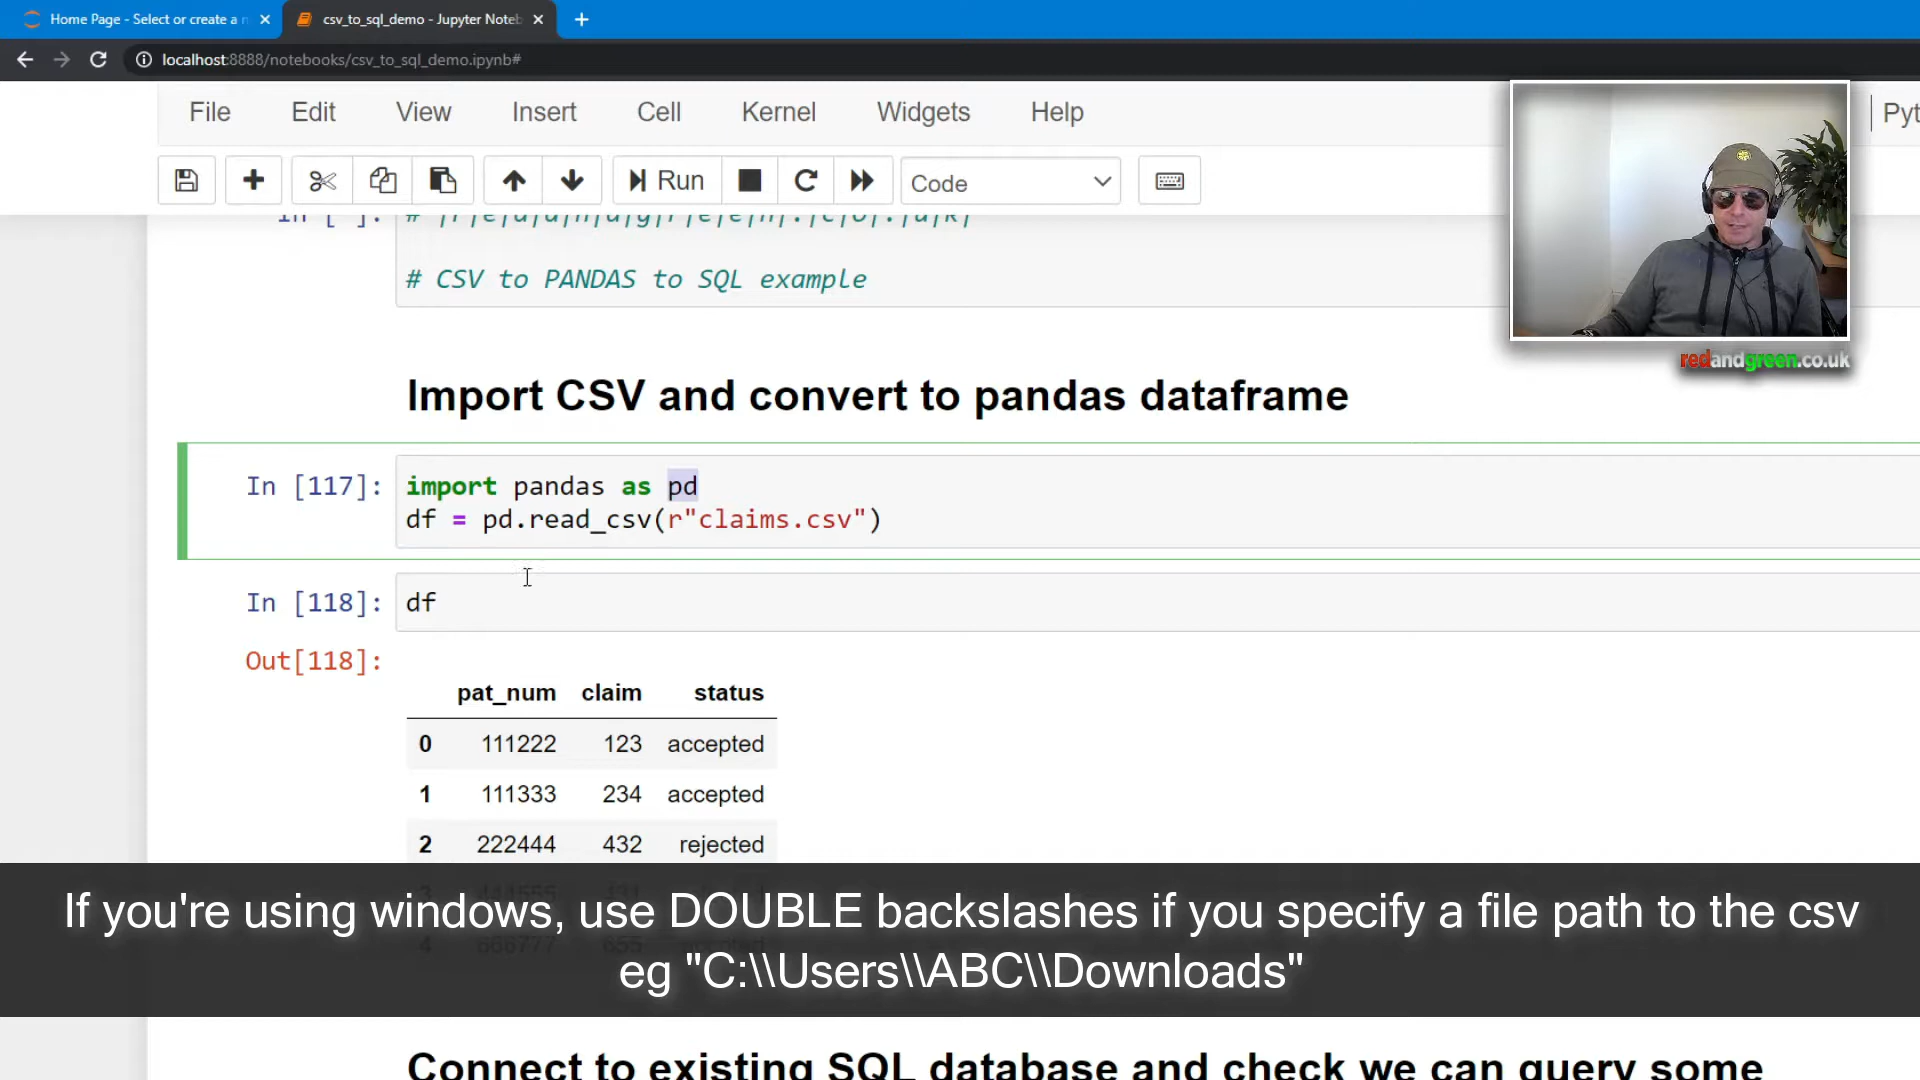 Home Page - Select or create a n
csv_to_sql_demo - Jupyter Noteb
localhost:8888/notebooks/csv_to_sql_demo.ipynb#
File Edit View Insert Cell Kernel Widgets Help
Pyt
Run
Code
In [ ]: # |r|e|d|a|n|d|g|r|e|e|n|.|c|o|.|u|k|
# CSV to PANDAS to SQL example
redandgreen.co.uk
Import CSV and convert to pandas dataframe
In [117]: import pandas as pd
df = pd.read_csv(r"claims.csv")
In [118]: df
Out[118]:
pat_num claim status
0 111222 123 accepted
1 111333 234 accepted
2 222444 432 rejected
If you're using windows, use DOUBLE backslashes if you specify a file path to the csv
eg "C:\\Users\\ABC\\Downloads"
Connect to existing SQL database and check we can query some